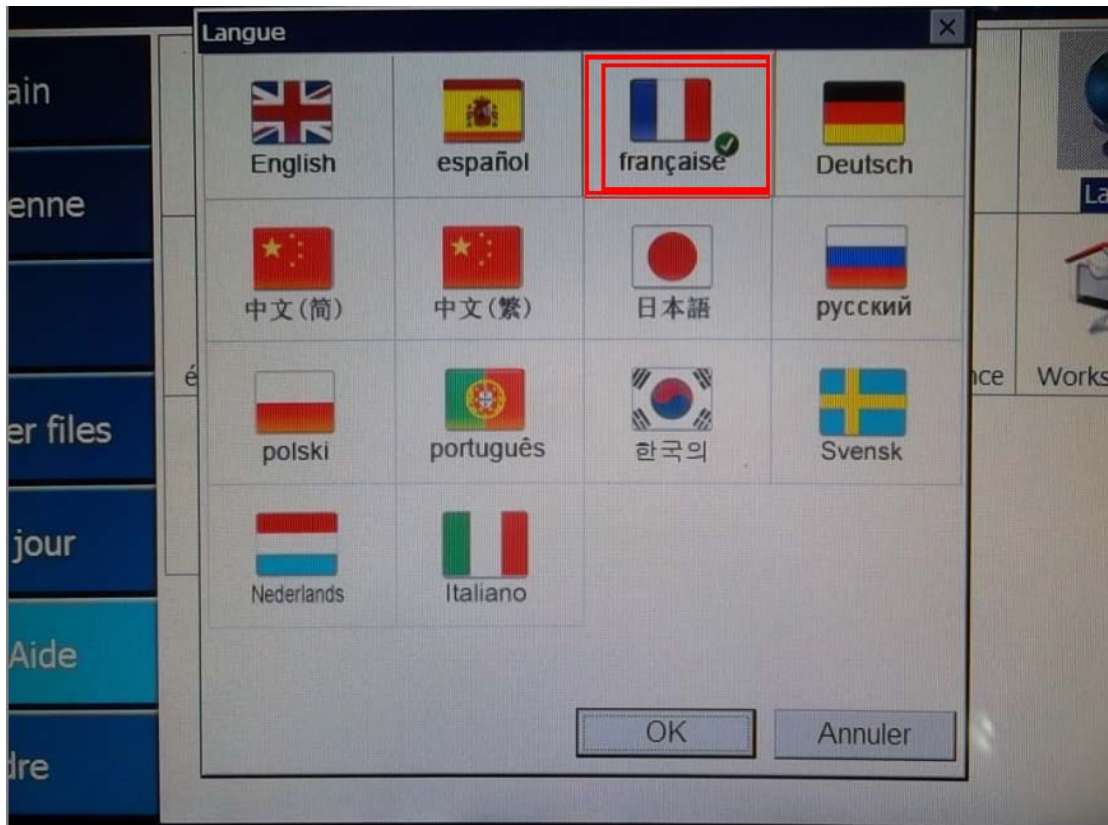 Langue
ain
enne
er files
jour
Aide
dre
English
español
française
Deutsch
La
中文(简)
中文(繁)
日本語
русский
é
nce
Works
polski
português
한국의
Svensk
Nederlands
Italiano
OK
Annuler